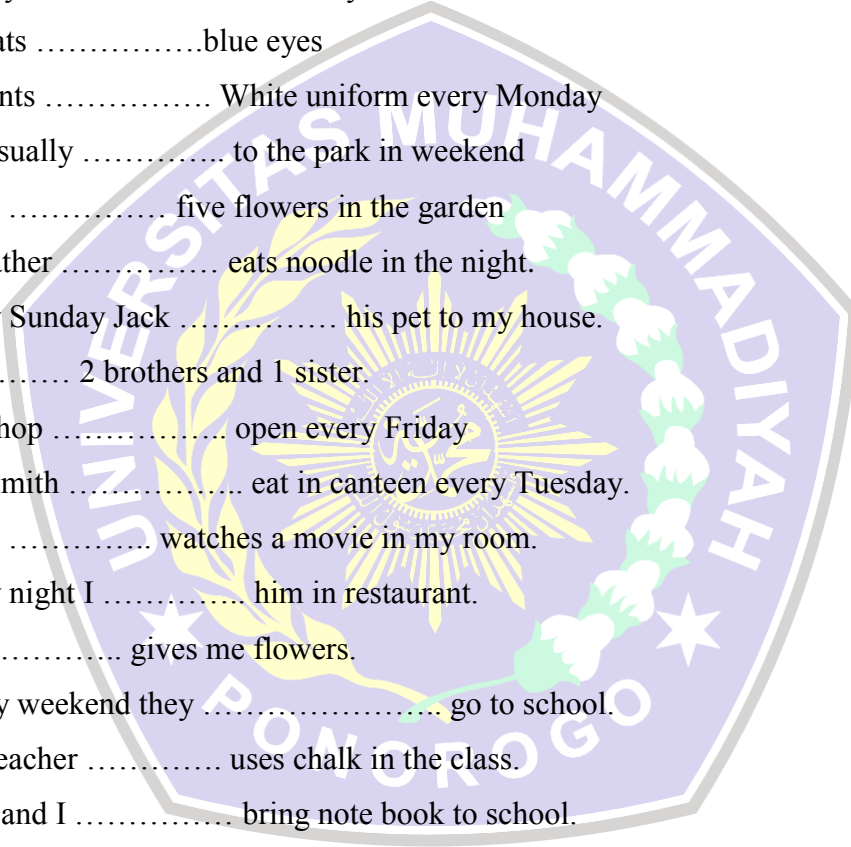 ats …………….blue eyes
nts ……………. White uniform every Monday
sually ………….. to the park in weekend
…………… five flowers in the garden
ather …………… eats noodle in the night.
Sunday Jack …………… his pet to my house.
…… 2 brothers and 1 sister.
hop …………….. open every Friday
mith …………….. eat in canteen every Tuesday.
………….. watches a movie in my room.
night I ………….. him in restaurant.
………….. gives me flowers.
y weekend they …………………….. go to school.
eacher …………. uses chalk in the class.
and I …………… bring note book to school.
UNIVERSITAS MUHAMMADIYAH
PONOROGO